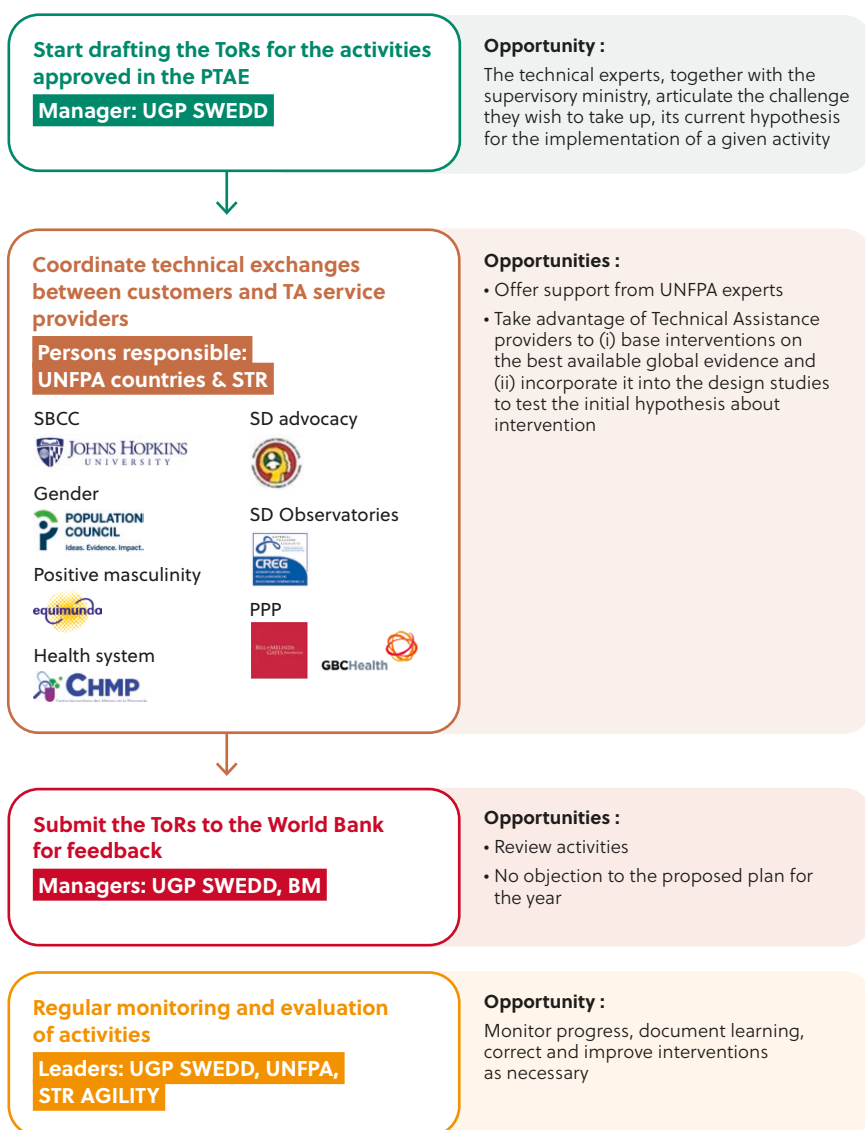 Start drafting the ToRs for the activities
approved in the PTAE
Manager: UGP SWEDD
Opportunity :
The technical experts, together with the
supervisory ministry, articulate the challenge
they wish to take up, its current hypothesis
for the implementation of a given activity
Coordinate technical exchanges
between customers and TA service
providers
Persons responsible:
UNFPA countries & STR
SBCC
JOHNS HOPKINS
UNIVERSITY
Gender
POPULATION
COUNCIL
Ideas. Evidence. Impact.
Positive masculinity
equimundo
Health system
CHMP
SD advocacy
SD Observatories
CREG
PPP
BILL & MELINDA
GATES foundation
GBCHealth
Opportunities :
• Offer support from UNFPA experts
• Take advantage of Technical Assistance
providers to (i) base interventions on
the best available global evidence and
(ii) incorporate it into the design studies
to test the initial hypothesis about
intervention
Submit the ToRs to the World Bank
for feedback
Managers: UGP SWEDD, BM
Opportunities :
• Review activities
• No objection to the proposed plan for
the year
Regular monitoring and evaluation
of activities
Leaders: UGP SWEDD, UNFPA,
STR AGILITY
Opportunity :
Monitor progress, document learning,
correct and improve interventions
as necessary